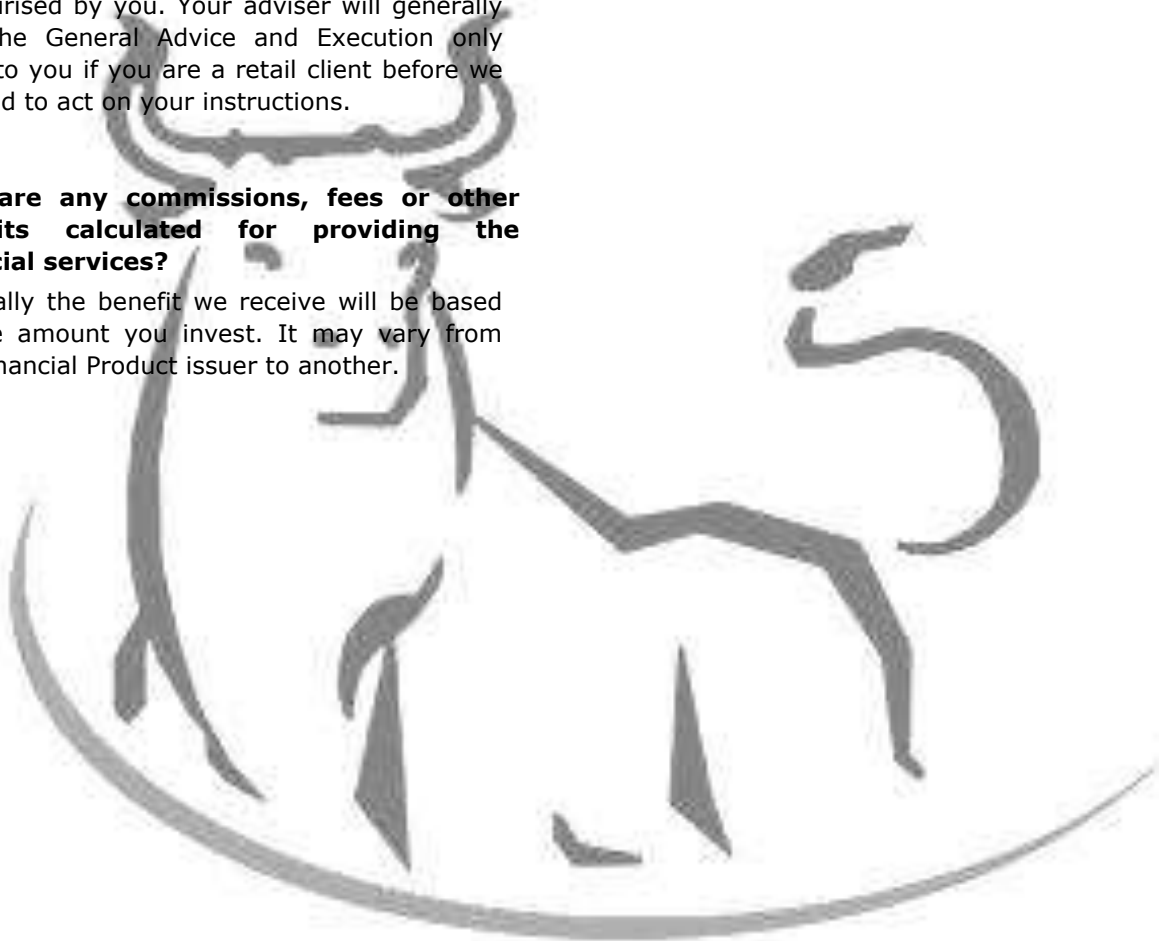 rised by you. Your adviser will generally
he General Advice and Execution only
to you if you are a retail client before we
d to act on your instructions.
are any commissions, fees or other
its calculated for providing the
cial services?
ally the benefit we receive will be based
e amount you invest. It may vary from
nancial Product issuer to another.